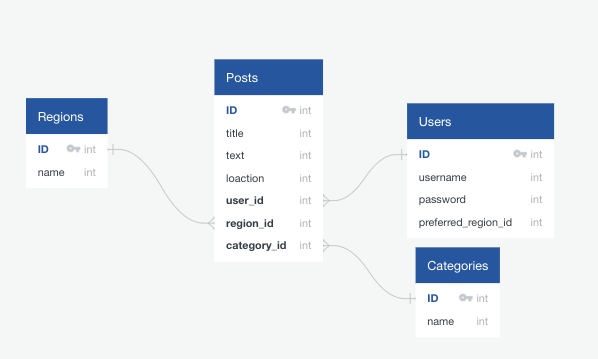 Regions
ID int
name int
Posts
ID int
title int
text int
loaction int
user_id int
region_id int
category_id int
Users
ID int
username int
password int
preferred_region_id int
Categories
ID int
name int